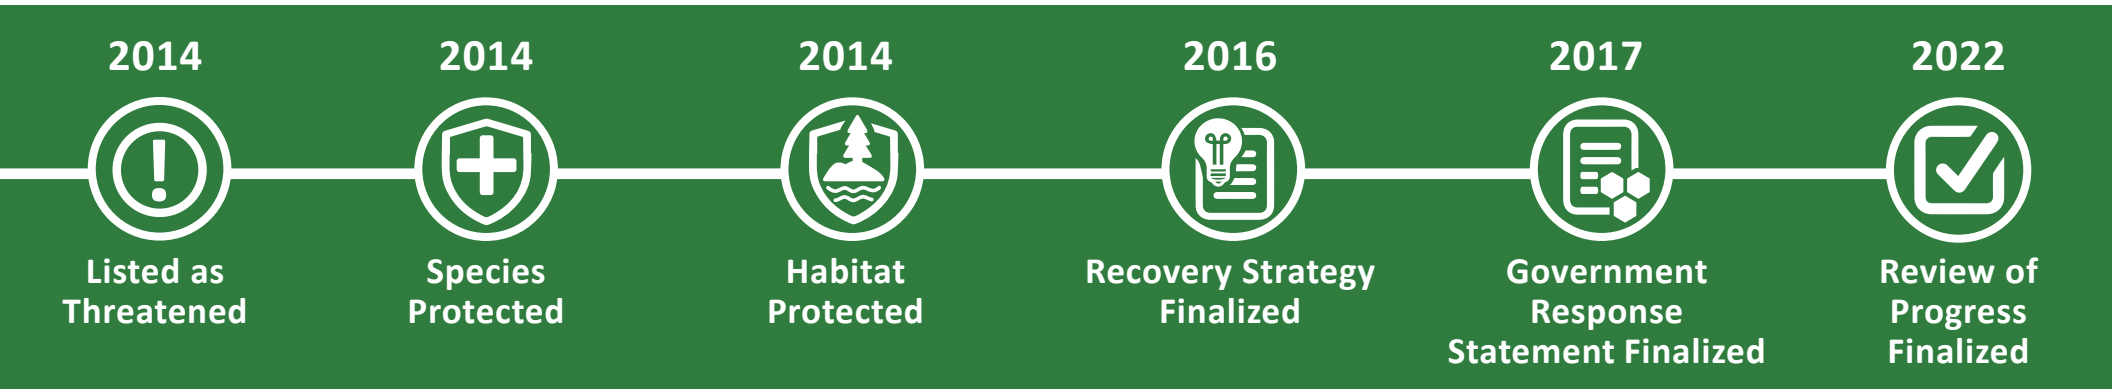 2014
Listed as
Threatened
2014
Species
Protected
2014
Habitat
Protected
2016
Recovery Strategy
Finalized
2017
Government
Response
Statement Finalized
2022
Review of
Progress
Finalized